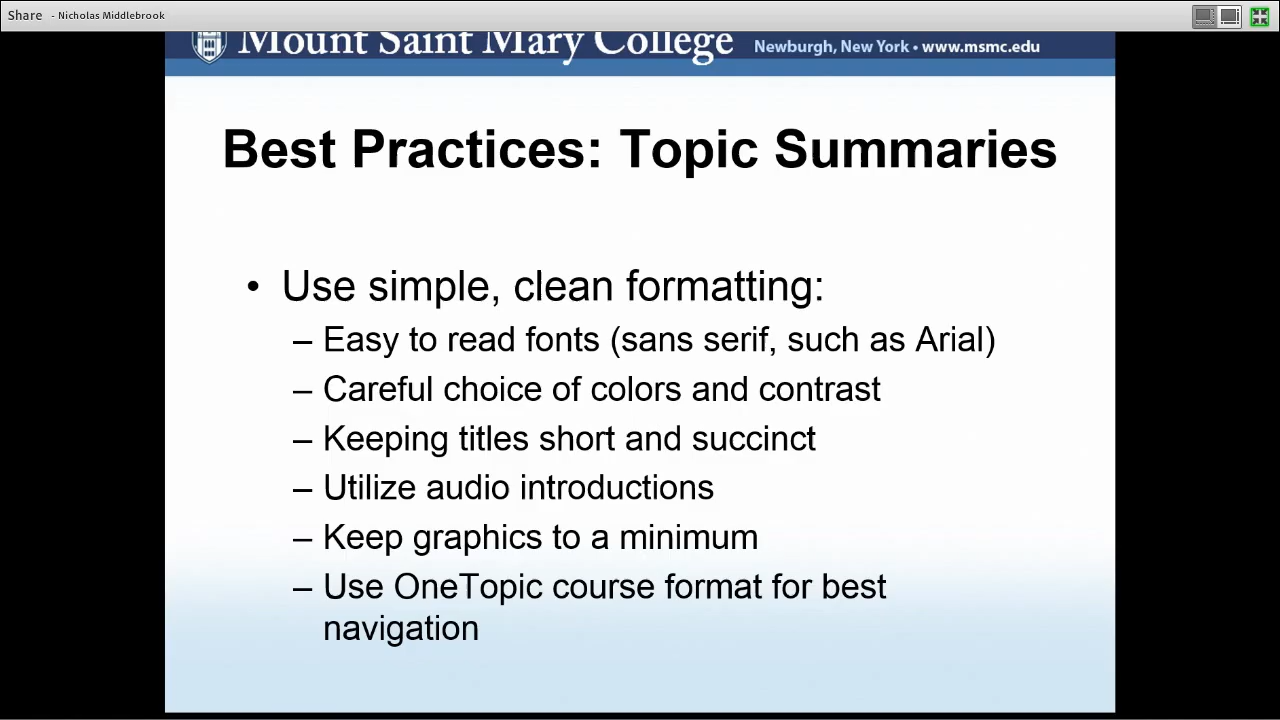 Share - Nicholas Middlebrook
Mount Saint Mary College Newburgh, New York • www.msmc.edu
Best Practices: Topic Summaries
• Use simple, clean formatting:
– Easy to read fonts (sans serif, such as Arial)
– Careful choice of colors and contrast
– Keeping titles short and succinct
– Utilize audio introductions
– Keep graphics to a minimum
– Use OneTopic course format for best
navigation